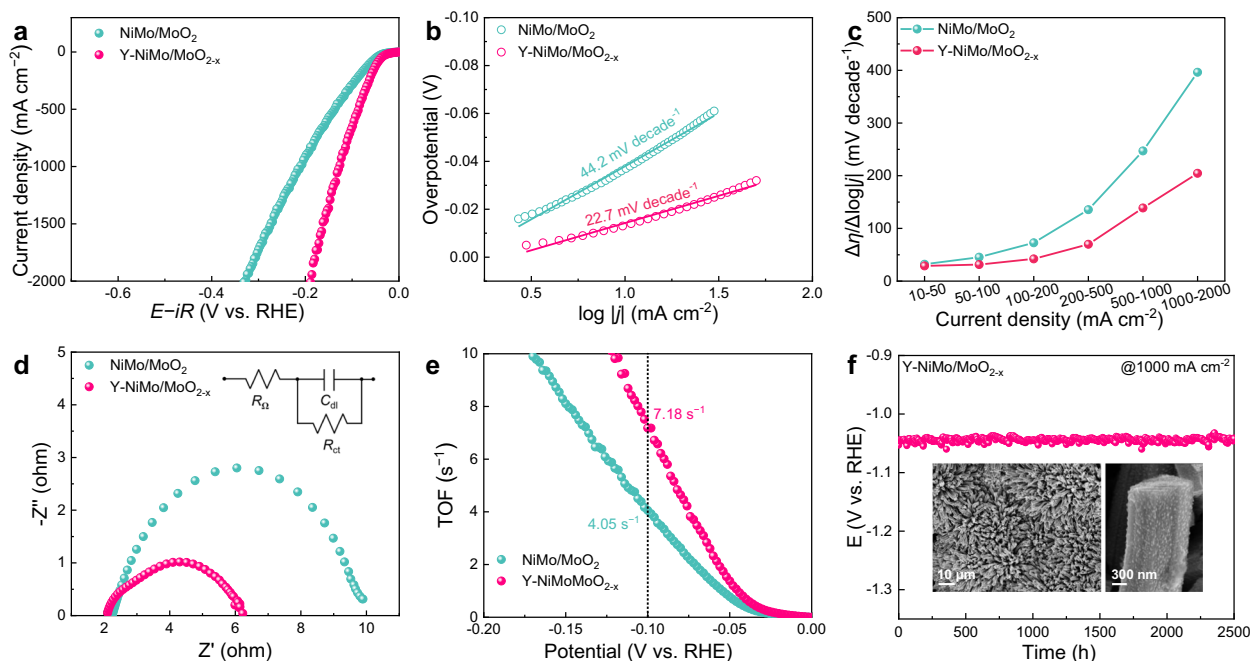 a
NiMo/MoO₂
Y-NiMo/MoO₂₋ₓ
Current density (mA cm⁻²)
0
-500
-1000
-1500
-2000
-0.6
-0.4
-0.2
0.0
E−iR (V vs. RHE)
b
NiMo/MoO₂
Y-NiMo/MoO₂₋ₓ
Overpotential (V)
-0.10
-0.08
-0.06
-0.04
-0.02
0.00
44.2 mV decade⁻¹
22.7 mV decade⁻¹
0.5
1.0
1.5
2.0
log |j| (mA cm⁻²)
c
NiMo/MoO₂
Y-NiMo/MoO₂₋ₓ
Δη/Δlog|j| (mV decade⁻¹)
500
400
300
200
100
0
10-50
50-100
100-200
200-500
500-1000
1000-2000
Current density (mA cm⁻²)
d
NiMo/MoO₂
Y-NiMo/MoO₂₋ₓ
RΩ
Cdl
Rct
-Z'' (ohm)
5
4
3
2
1
0
2
4
6
8
10
Z' (ohm)
e
TOF (s⁻¹)
10
8
6
4
2
0
7.18 s⁻¹
4.05 s⁻¹
NiMo/MoO₂
Y-NiMoMoO₂₋ₓ
-0.20
-0.15
-0.10
-0.05
0.00
Potential (V vs. RHE)
f
Y-NiMo/MoO₂₋ₓ
@1000 mA cm⁻²
E (V vs. RHE)
-0.9
-1.0
-1.1
-1.2
-1.3
10 μm
300 nm
0
500
1000
1500
2000
2500
Time (h)